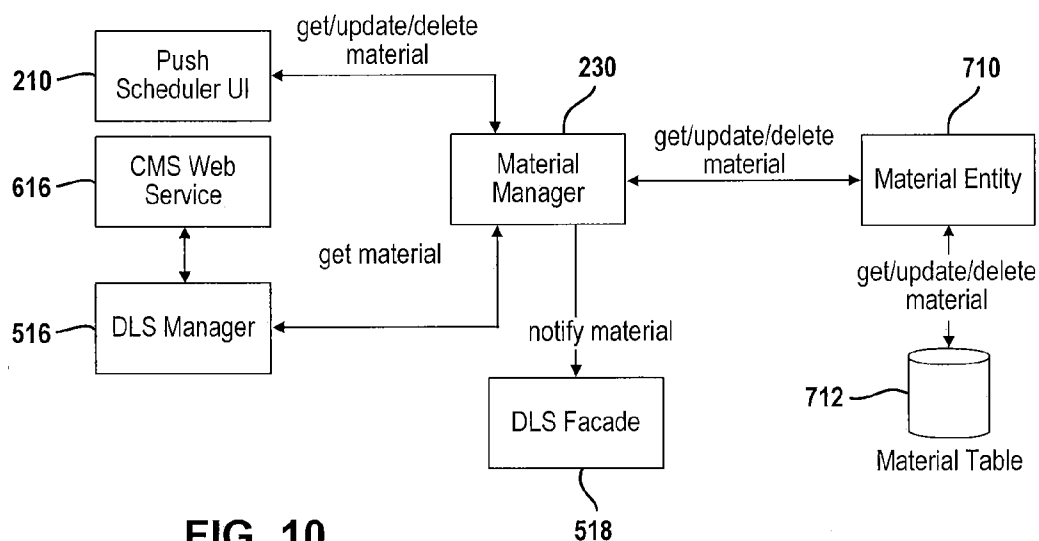 get/update/delete
material
Push
Scheduler UI
210
230
710
CMS Web
Service
616
Material
Manager
get/update/delete
material
Material Entity
get material
get/update/delete
material
DLS Manager
516
notify material
712
DLS Facade
Material Table
FIG. 10
518